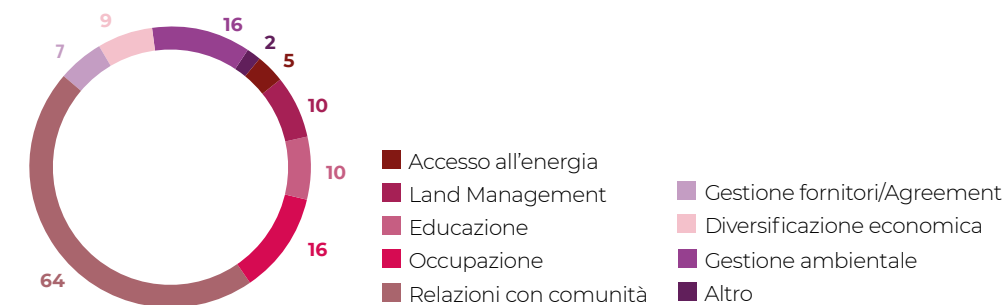 9
16
2
5
7
10
10
16
64
Accesso all'energia
Land Management
Educazione
Occupazione
Relazioni con comunità
Gestione fornitori/Agreement
Diversificazione economica
Gestione ambientale
Altro